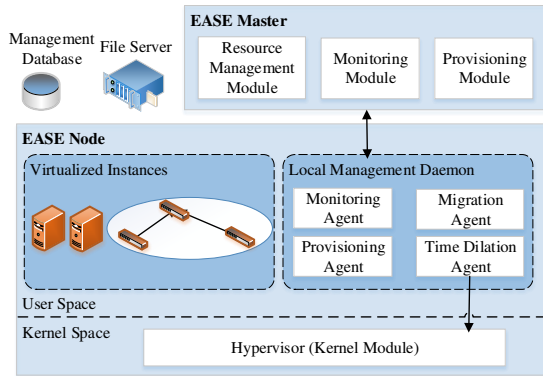 EASE Master
Management
Database
File Server
Resource
Management
Module
Monitoring
Module
Provisioning
Module
EASE Node
Virtualized Instances
Local Management Daemon
Monitoring
Agent
Migration
Agent
Provisioning
Agent
Time Dilation
Agent
User Space
Kernel Space
Hypervisor (Kernel Module)